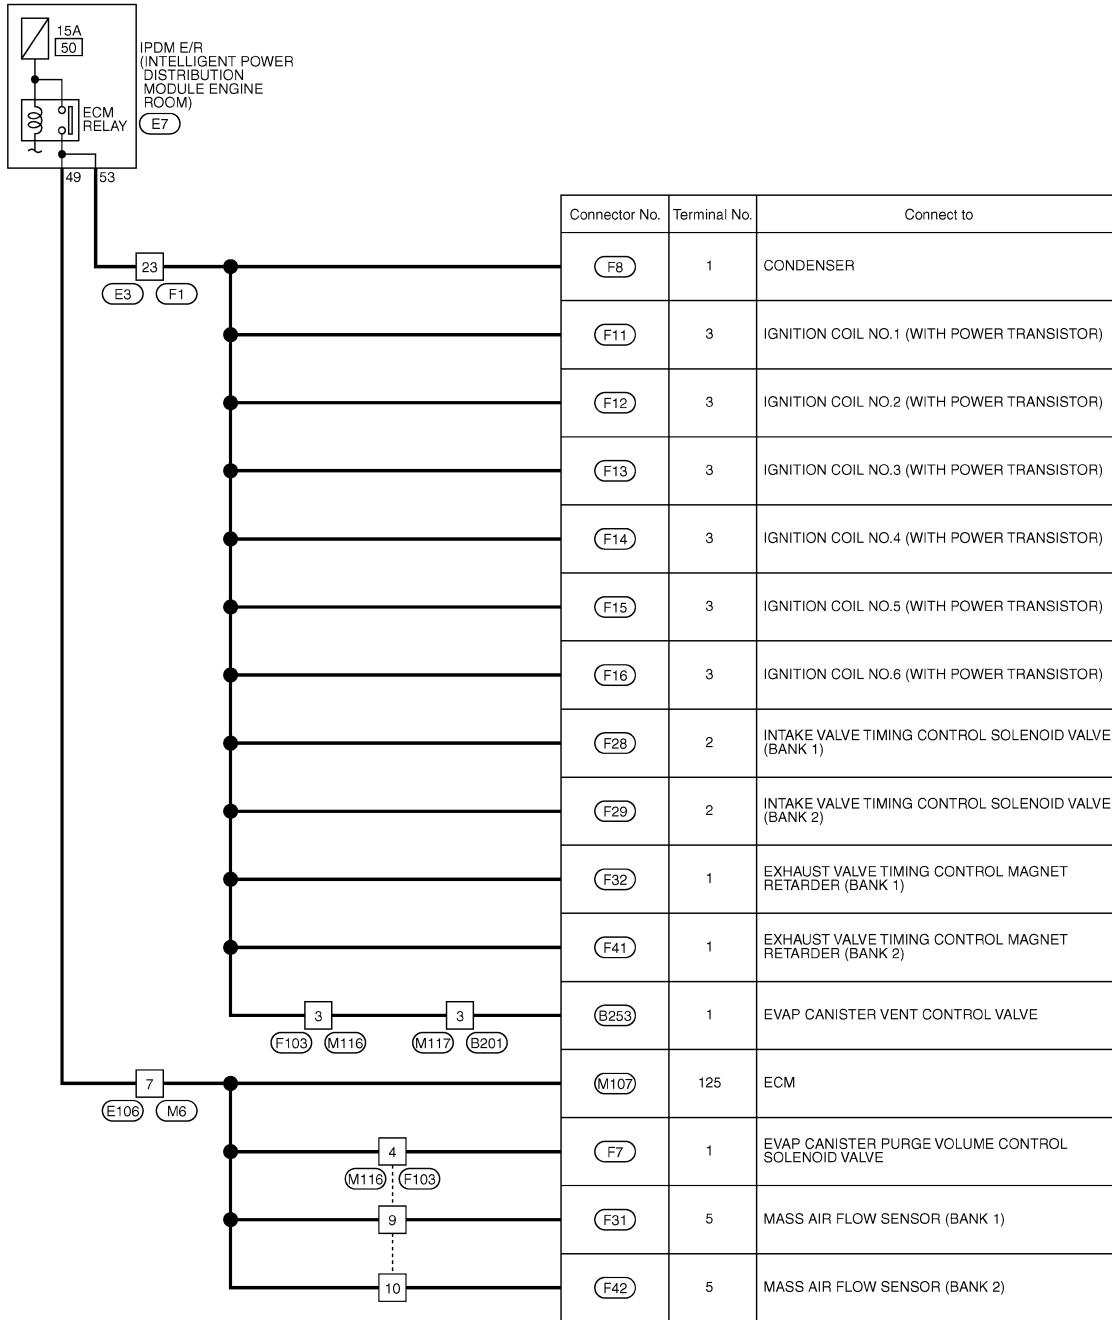 15A
50
IPDM E/R
(INTELLIGENT POWER
DISTRIBUTION
MODULE ENGINE
ROOM)
E7
ECM
RELAY
49 53
Connector No. Terminal No. Connect to
23
E3 F1
F8 1 CONDENSER
F11 3 IGNITION COIL NO.1 (WITH POWER TRANSISTOR)
F12 3 IGNITION COIL NO.2 (WITH POWER TRANSISTOR)
F13 3 IGNITION COIL NO.3 (WITH POWER TRANSISTOR)
F14 3 IGNITION COIL NO.4 (WITH POWER TRANSISTOR)
F15 3 IGNITION COIL NO.5 (WITH POWER TRANSISTOR)
F16 3 IGNITION COIL NO.6 (WITH POWER TRANSISTOR)
F28 2 INTAKE VALVE TIMING CONTROL SOLENOID VALVE
(BANK 1)
F29 2 INTAKE VALVE TIMING CONTROL SOLENOID VALVE
(BANK 2)
F32 1 EXHAUST VALVE TIMING CONTROL MAGNET
RETARDER (BANK 1)
F41 1 EXHAUST VALVE TIMING CONTROL MAGNET
RETARDER (BANK 2)
3 3 B253 1 EVAP CANISTER VENT CONTROL VALVE
F103 M116 M117 B201
7 M107 125 ECM
E106 M6
4 F7 1 EVAP CANISTER PURGE VOLUME CONTROL
SOLENOID VALVE
M116 F103
9 F31 5 MASS AIR FLOW SENSOR (BANK 1)
10 F42 5 MASS AIR FLOW SENSOR (BANK 2)